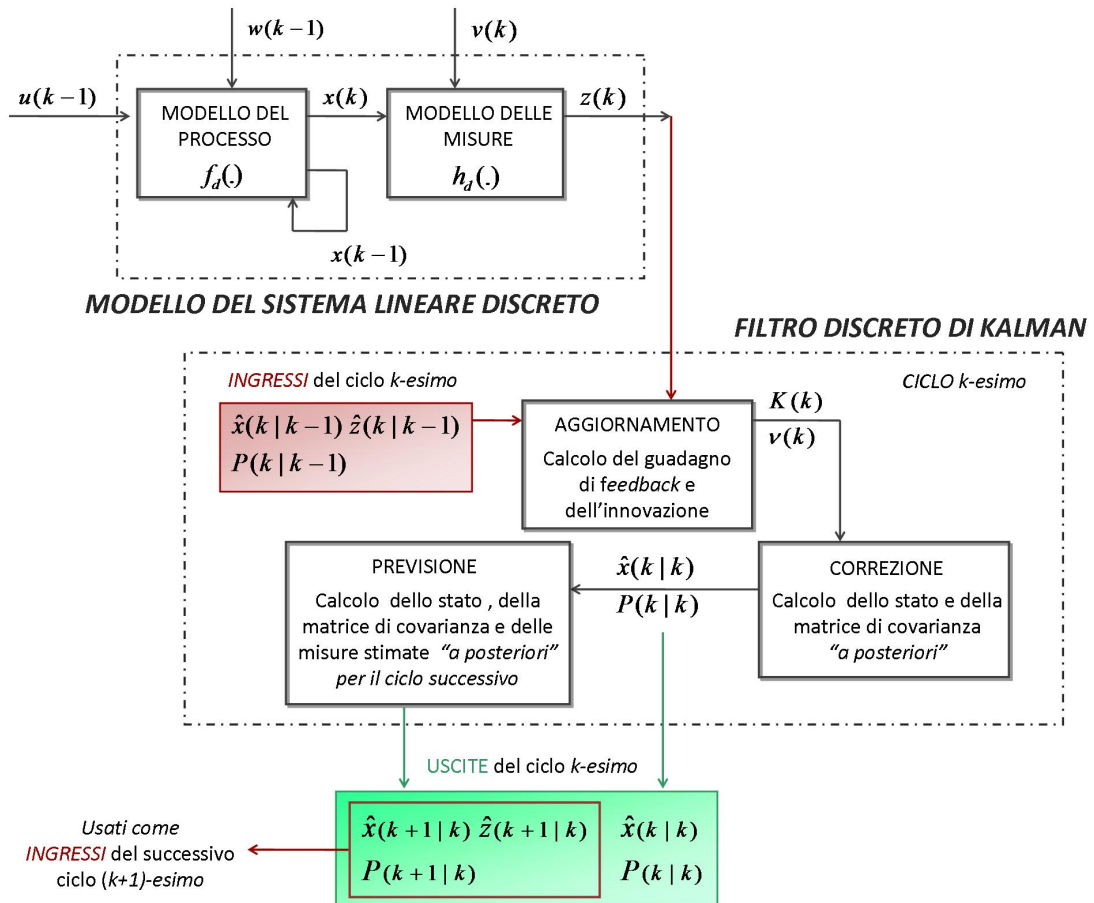 w(k−1)
v(k)
u(k−1)
MODELLO DEL
PROCESSO
f_d(.)
x(k)
MODELLO DELLE
MISURE
h_d(.)
z(k)
x(k−1)
MODELLO DEL SISTEMA LINEARE DISCRETO
FILTRO DISCRETO DI KALMAN
INGRESSI del ciclo k-esimo
CICLO k-esimo
x̂(k|k−1) ẑ(k|k−1)
P(k|k−1)
AGGIORNAMENTO
Calcolo del guadagno
di feedback e
dell'innovazione
K(k)
ν(k)
PREVISIONE
Calcolo dello stato , della
matrice di covarianza e delle
misure stimate "a posteriori"
per il ciclo successivo
x̂(k|k)
P(k|k)
CORREZIONE
Calcolo dello stato e della
matrice di covarianza
"a posteriori"
USCITE del ciclo k-esimo
x̂(k+1|k) ẑ(k+1|k)
P(k+1|k)
x̂(k|k)
P(k|k)
Usati come
INGRESSI del successivo
ciclo (k+1)-esimo